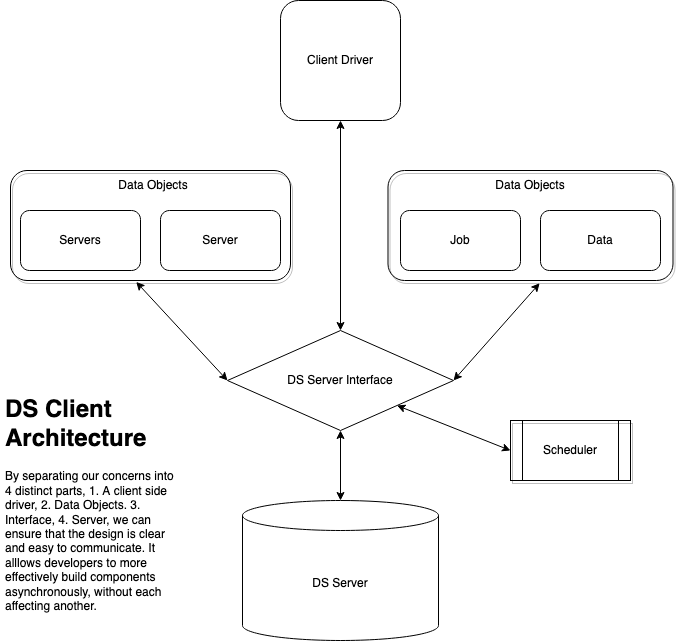 Client Driver
Data Objects
Servers
Server
Data Objects
Job
Data
DS Server Interface
Scheduler
DS Server
DS Client
Architecture
By separating our concerns into
4 distinct parts, 1. A client side
driver, 2. Data Objects. 3.
Interface, 4. Server, we can
ensure that the design is clear
and easy to communicate. It
alllows developers to more
effectively build components
asynchronously, without each
affecting another.